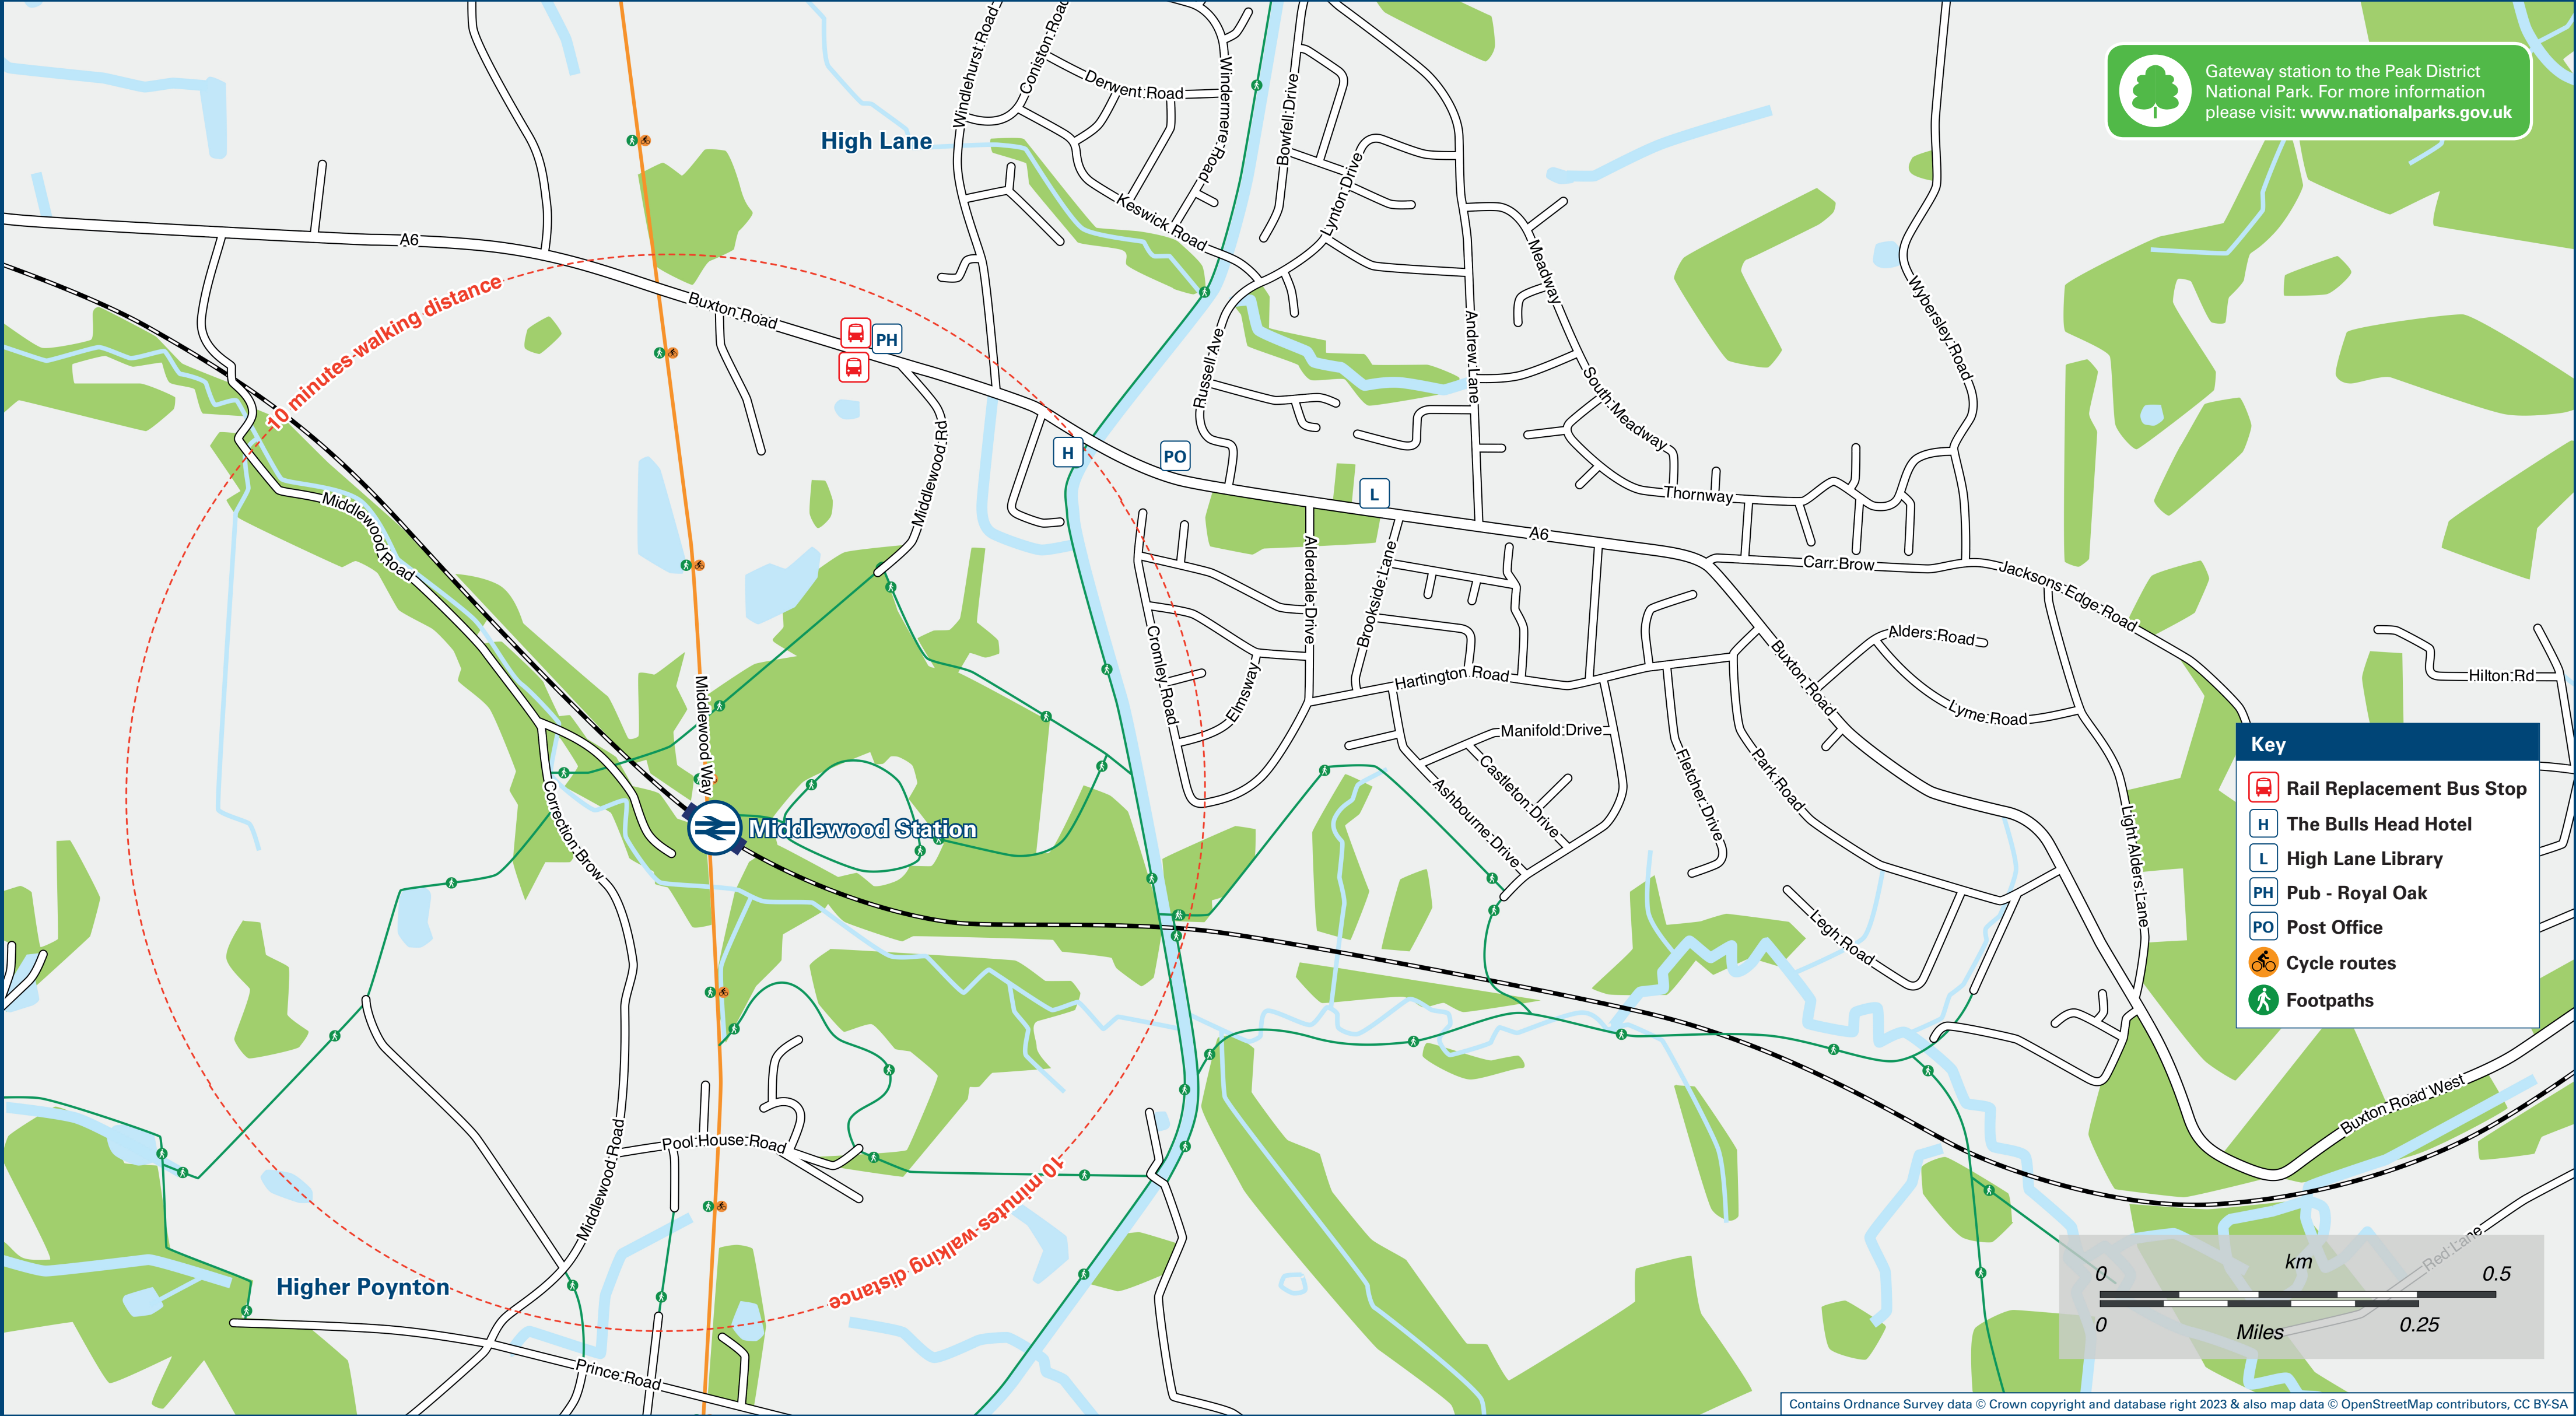 Gateway station to the Peak District
National Park. For more information
please visit: www.nationalparks.gov.uk
Windlehurst Road
Coniston Road
Derwent Road
Windermere Road
Bowfell Drive
High Lane
Keswick Road
Lynton Drive
A6
Meadway
Wybersley Road
10 minutes walking distance
Buxton Road
PH
Andrew Lane
Russell Ave
South Meadway
Middlewood Rd
H
PO
L
Thornway
Middlewood Road
A6
Carr Brow
Jacksons Edge Road
Alderdale Drive
Brookside Lane
Cromley Road
Elmsway
Hartington Road
Buxton Road
Alders Road
Lyme Road
Hilton Rd
Middlewood Way
Manifold Drive
Castleton Drive
Ashbourne Drive
Fletcher Drive
Park Road
Light Alders Lane
Correction Brow
Middlewood Station
Legh Road
Key
Rail Replacement Bus Stop
H The Bulls Head Hotel
L High Lane Library
PH Pub - Royal Oak
PO Post Office
Cycle routes
Footpaths
Buxton Road West
Pool House Road
Middlewood Road
10 minutes walking distance
Higher Poynton
Prince Road
Red Lane
km
0 0.5
0 0.25
Miles
Contains Ordnance Survey data © Crown copyright and database right 2023 & also map data © OpenStreetMap contributors, CC BY-SA